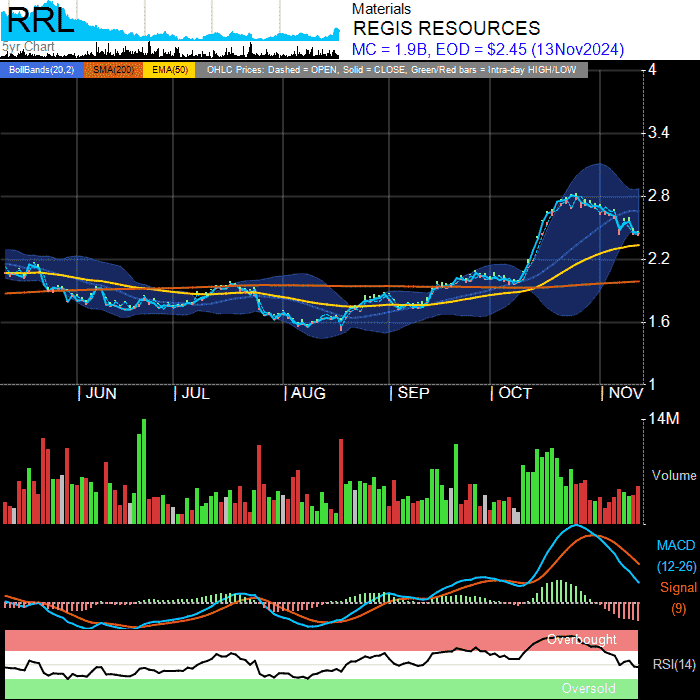 RRL
5yr Chart
Materials
REGIS RESOURCES
MC = 1.9B, EOD = $2.45 (13Nov2024)
BollBands(20,2) SMA(200) EMA(50) OHLC Prices: Dashed = OPEN, Solid = CLOSE, Green/Red bars = Intra-day HIGH/LOW
4
3.4
2.8
2.2
1.6
1
| JUN | JUL | AUG | SEP | OCT | NOV
14M
Volume
MACD
(12-26)
Signal
(9)
Overbought
RSI(14)
Oversold